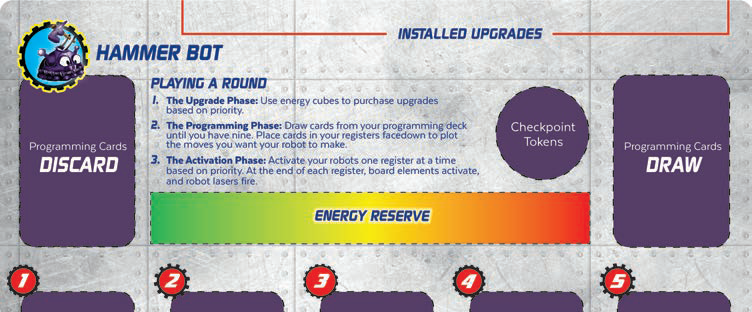 INSTALLED UPGRADES
HAMMER BOT
PLAYING A ROUND
1. The Upgrade Phase: Use energy cubes to purchase upgrades
based on priority.
2. The Programming Phase: Draw cards from your programming deck
until you have nine. Place cards in your registers facedown to plot
the moves you want your robot to make.
3. The Activation Phase: Activate your robots one register at a time
based on priority. At the end of each register, board elements activate,
and robot lasers fire.
Programming Cards
DISCARD
Checkpoint
Tokens
Programming Cards
DRAW
ENERGY RESERVE
1
2
3
4
5